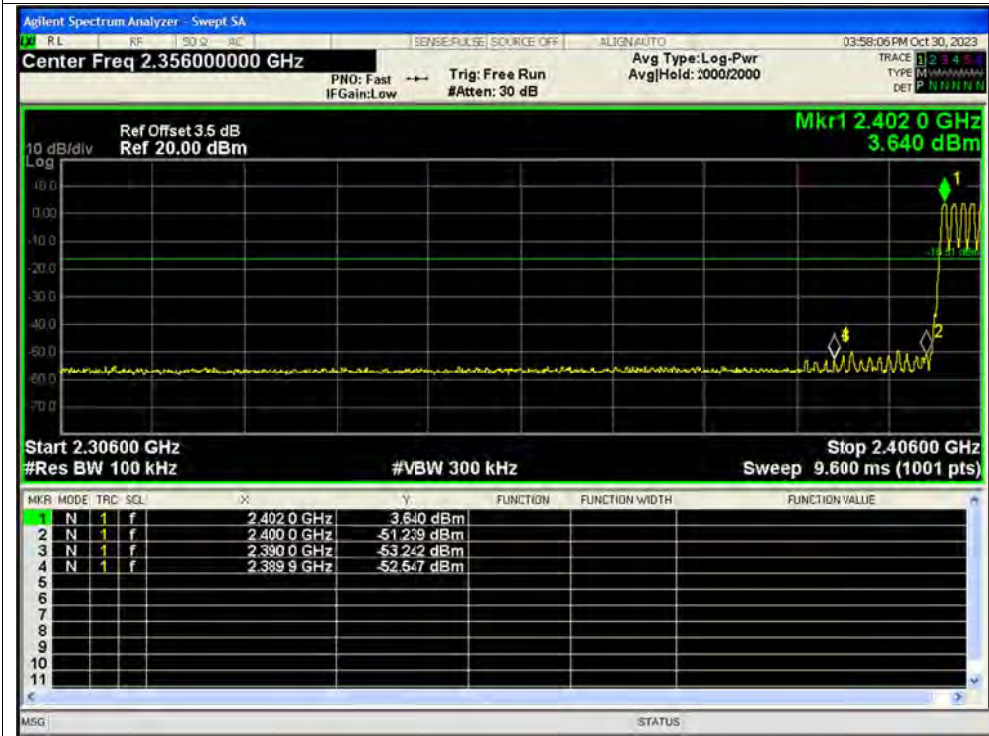 Agilent Spectrum Analyzer - Swept SA
RL RF 50 Ω AC SENSE:PULSE SOURCE OFF ALIGNAUTO 03:58:06 PM Oct 30, 2023
Center Freq 2.356000000 GHz
PNO: Fast Trig: Free Run Avg Type:Log-Pwr TRACE 1 2 3 4 5 6
IFGain:Low #Atten: 30 dB Avg|Hold: 2000/2000 TYPE M
DET P N N N N N
Mkr1 2.402 0 GHz
Ref Offset 3.5 dB
10 dB/div Ref 20.00 dBm 3.640 dBm
Log
10.0
0.00
-10.0
-20.0
-30.0
-40.0
-50.0
-60.0
-70.0
1
2
Start 2.30600 GHz Stop 2.40600 GHz
#Res BW 100 kHz #VBW 300 kHz Sweep 9.600 ms (1001 pts)
MKR MODE TRC SCL X Y FUNCTION FUNCTION WIDTH FUNCTION VALUE
1 N 1 f 2.402 0 GHz 3.640 dBm
2 N 1 f 2.400 0 GHz -51.239 dBm
3 N 1 f 2.390 0 GHz -53.242 dBm
4 N 1 f 2.389 9 GHz -52.547 dBm
5
6
7
8
9
10
11
MSG STATUS